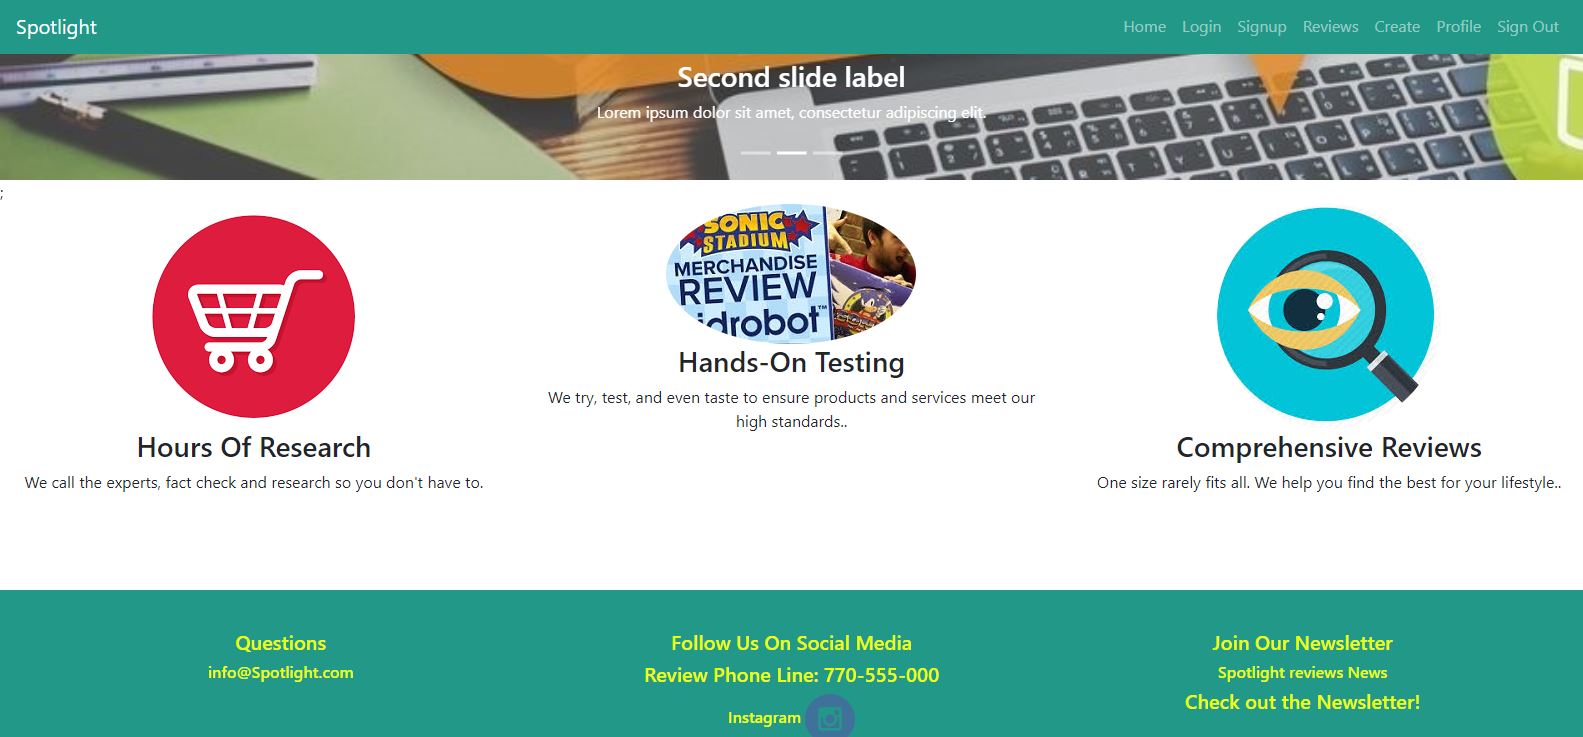 Spotlight
Home Login Signup Reviews Create Profile Sign Out
Second slide label
Lorem ipsum dolor sit amet, consectetur adipiscing elit.
;
SONIC
STADIUM
MERCHANDISE
REVIEW
idrobot™
Hours Of Research
We call the experts, fact check and research so you don't have to.
Hands-On Testing
We try, test, and even taste to ensure products and services meet our
high standards..
Comprehensive Reviews
One size rarely fits all. We help you find the best for your lifestyle..
Questions
info@Spotlight.com
Follow Us On Social Media
Review Phone Line: 770-555-000
Instagram
Join Our Newsletter
Spotlight reviews News
Check out the Newsletter!